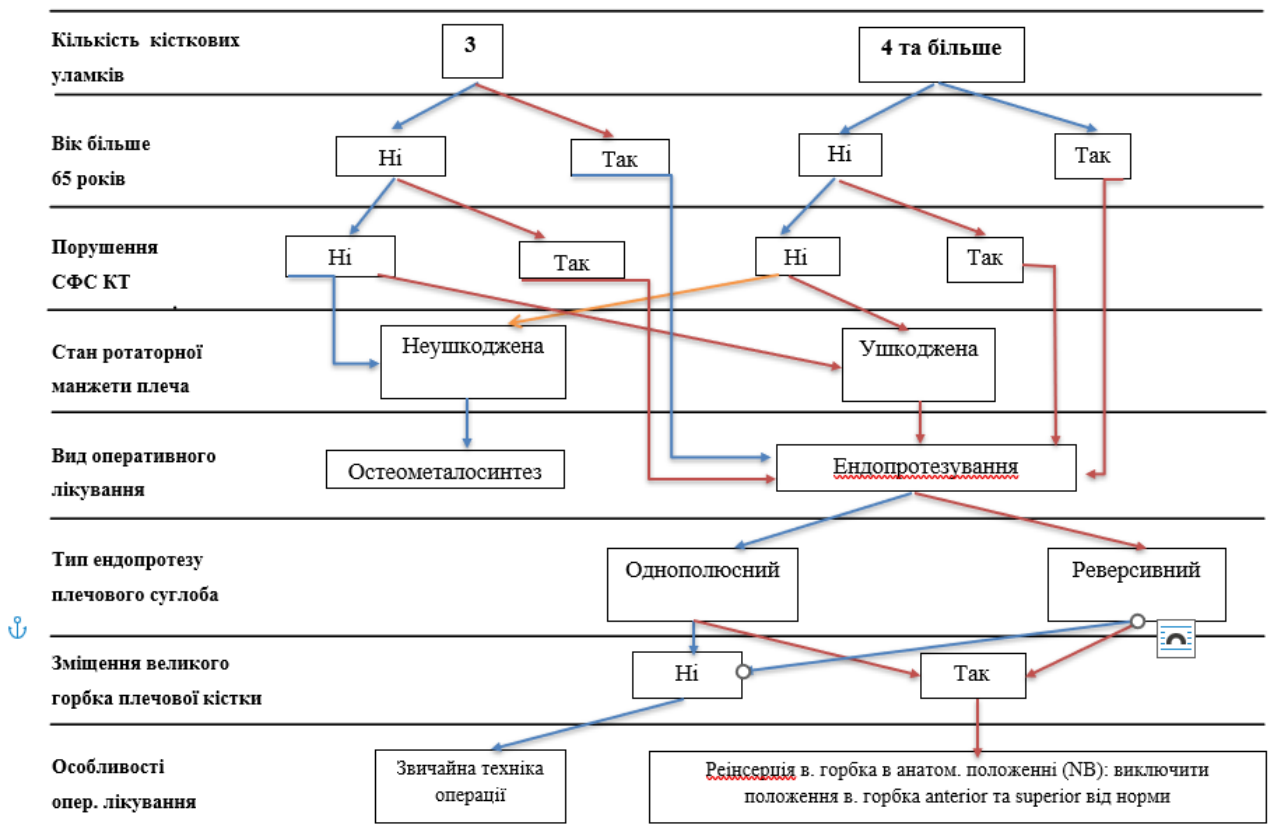 Кількість кісткових
уламків
3
4 та більше
Вік більше
65 років
Ні
Так
Ні
Так
Порушення
СФС КТ
Ні
Так
Ні
Так
Стан ротаторної
манжети плеча
Неушкоджена
Ушкоджена
Вид оперативного
лікування
Остеометалосинтез
Ендопротезування
Тип ендопротезу
плечового суглоба
Однополюсний
Реверсивний
Зміщення великого
горбка плечової кістки
Ні
Так
Особливості
опер. лікування
Звичайна техніка
операції
Реінсерція в. горбка в анатом. положенні (NB): виключити
положення в. горбка anterior та superior від норми